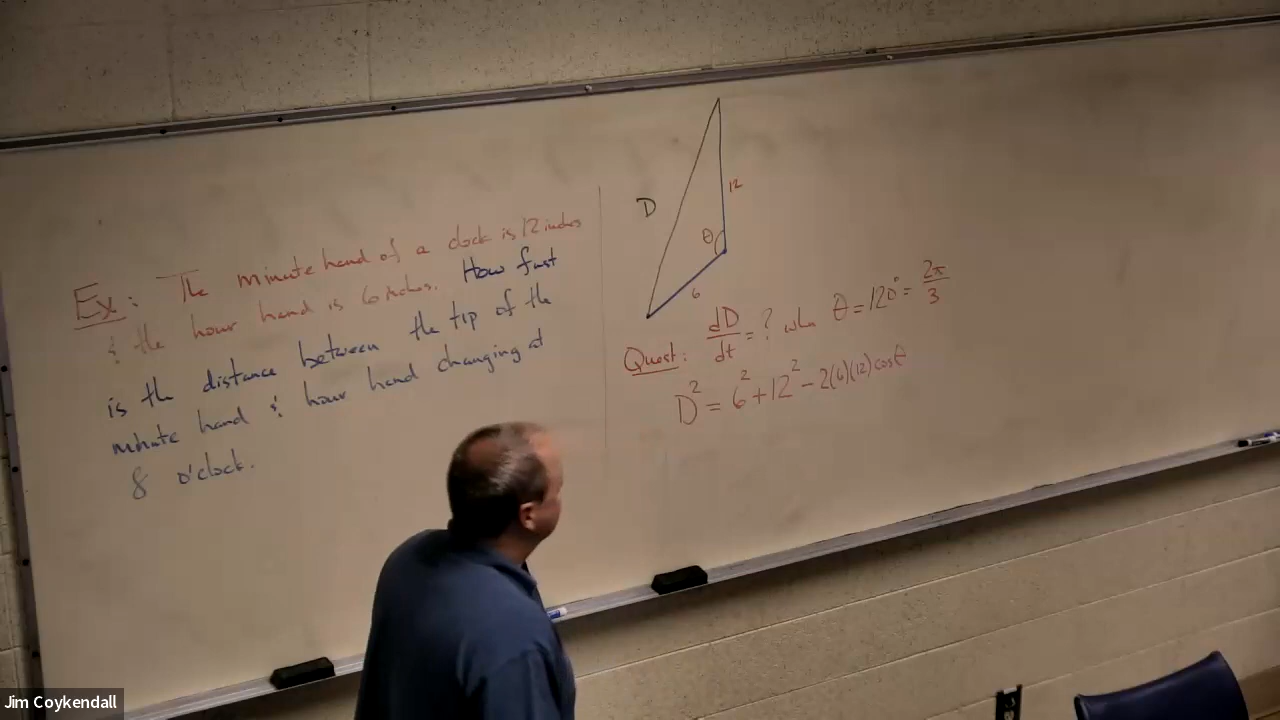 Ex: The minute hand of a clock is 12 inches
& the hour hand is 6 inches. How fast
is the distance between the tip of the
minute hand & hour hand changing at
8 o'clock.
D
12
θ
6
Quest: dD/dt = ? when θ = 120° = 2π/3
D² = 6² + 12² - 2(6)(12) cos θ
Jim Coykendall